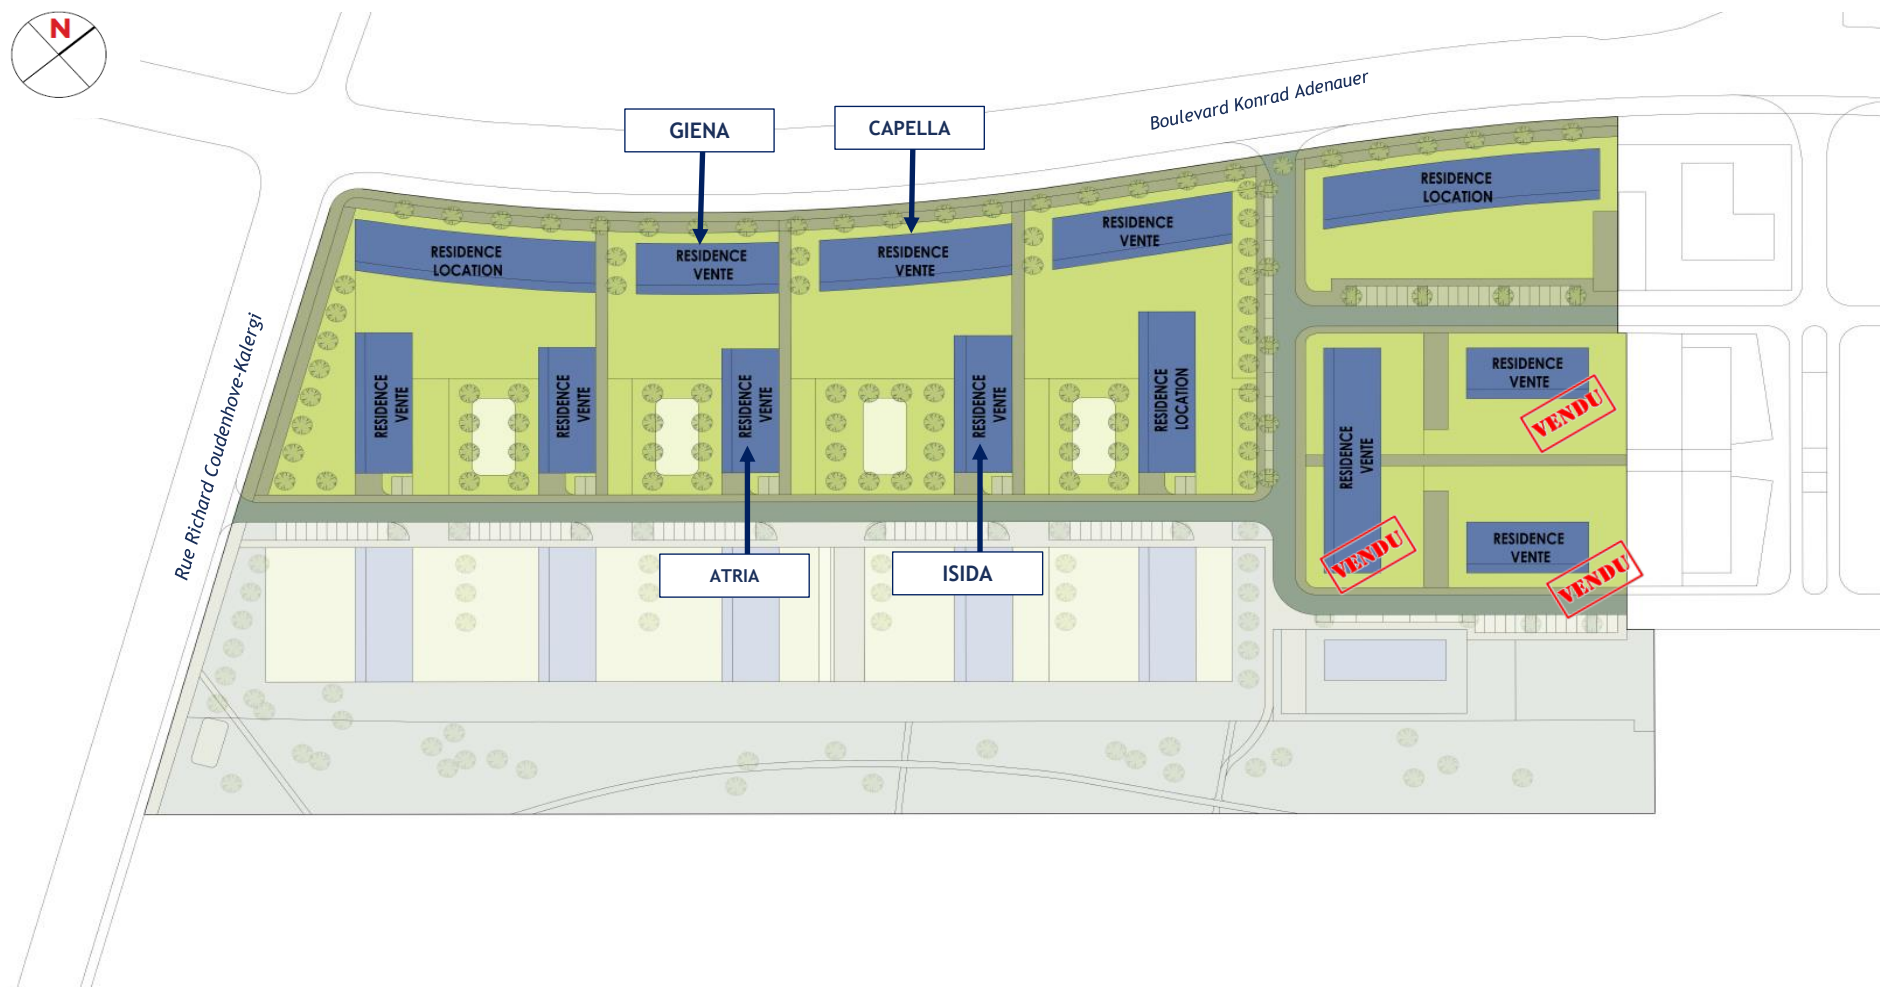 N
Boulevard Konrad Adenauer
GIENA
CAPELLA
RESIDENCE
LOCATION
RESIDENCE
VENTE
RESIDENCE
VENTE
RESIDENCE
VENTE
RESIDENCE
LOCATION
Rue Richard Coudenhove-Kalergi
RESIDENCE
VENTE
RESIDENCE
VENTE
RESIDENCE
VENTE
RESIDENCE
VENTE
RESIDENCE
LOCATION
RESIDENCE
VENTE
VENDU
RESIDENCE
VENTE
VENDU
RESIDENCE
VENTE
VENDU
ATRIA
ISIDA